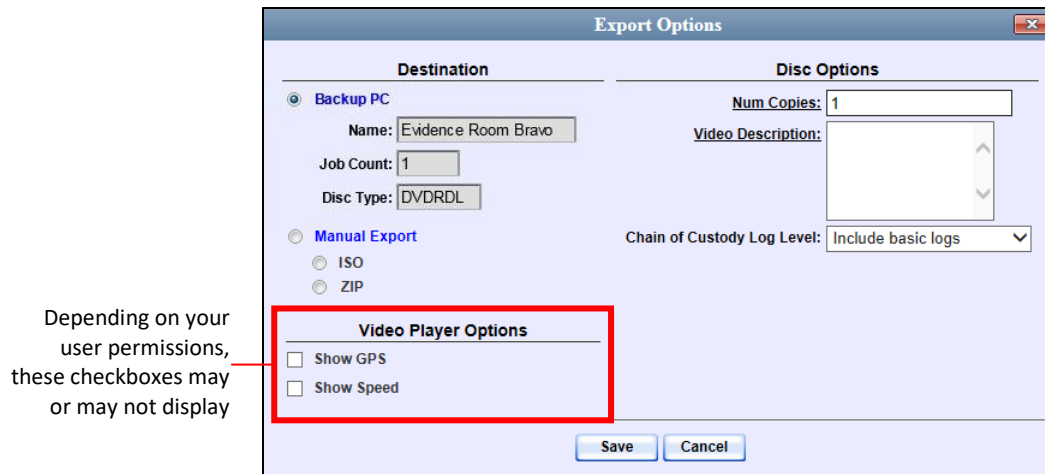 Export Options
Destination
Backup PC
Name: Evidence Room Bravo
Job Count: 1
Disc Type: DVDRDL
Manual Export
ISO
ZIP
Video Player Options
Show GPS
Show Speed
Disc Options
Num Copies: 1
Video Description:
Chain of Custody Log Level: Include basic logs
Save Cancel
Depending on your
user permissions,
these checkboxes may
or may not display